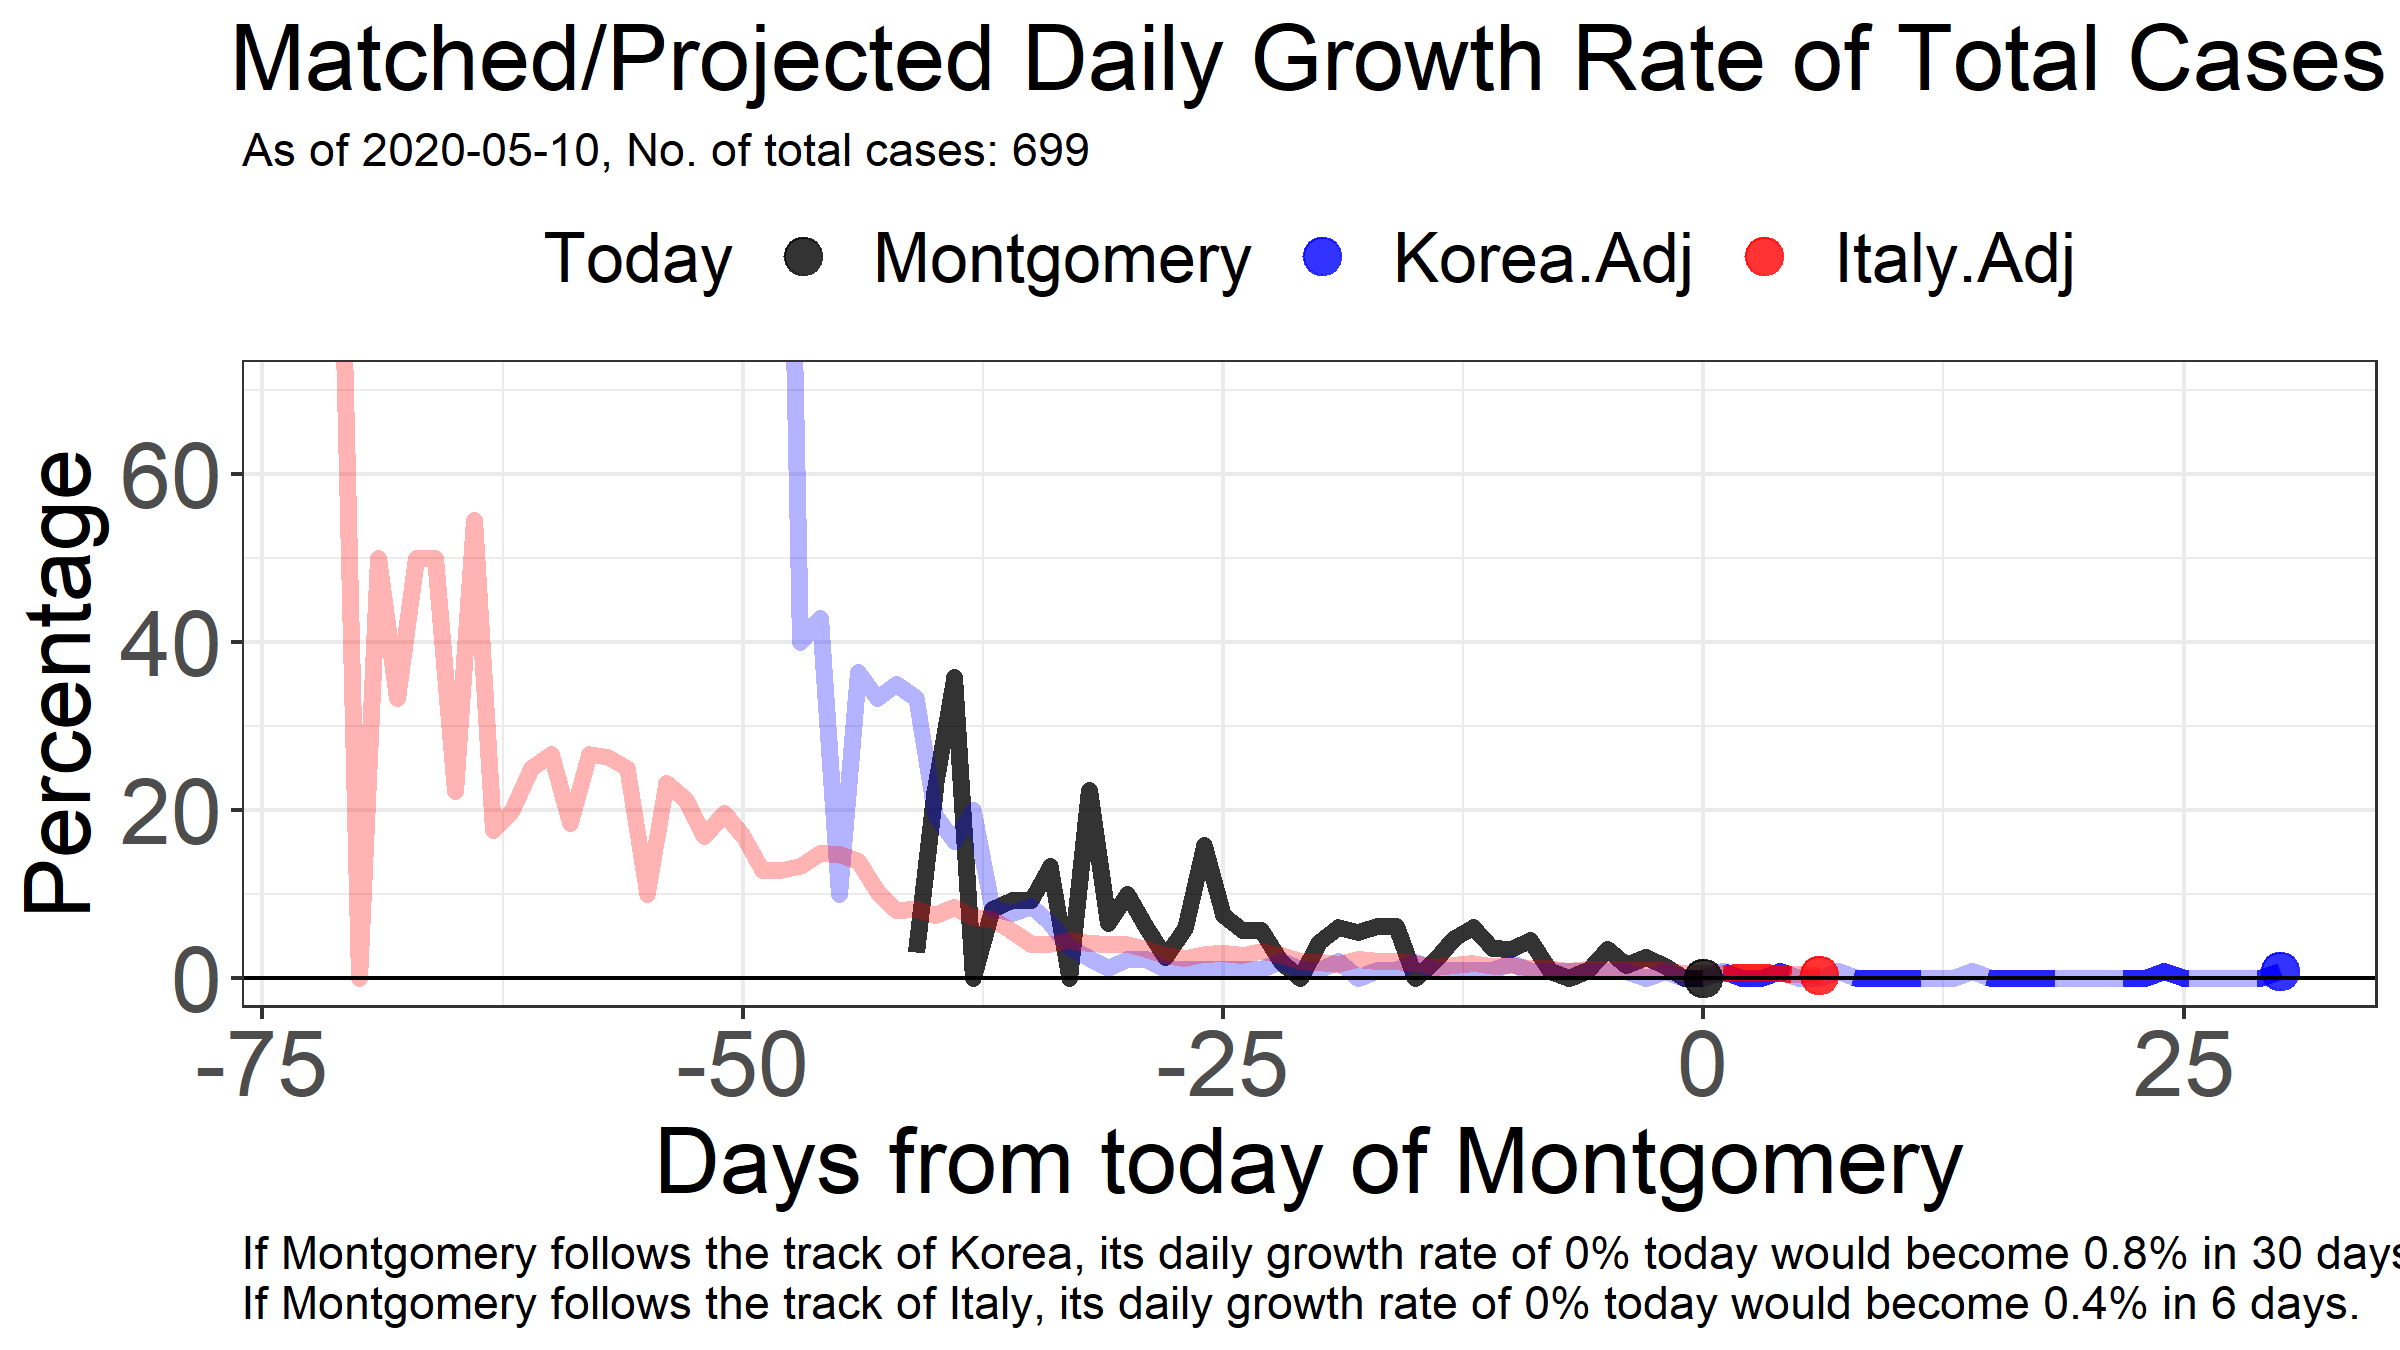 Matched/Projected Daily Growth Rate of Total Cases
As of 2020-05-10, No. of total cases: 699
Today Montgomery Korea.Adj Italy.Adj
Percentage
60
40
20
0
-75 -50 -25 0 25
Days from today of Montgomery
If Montgomery follows the track of Korea, its daily growth rate of 0% today would become 0.8% in 30 days
If Montgomery follows the track of Italy, its daily growth rate of 0% today would become 0.4% in 6 days.